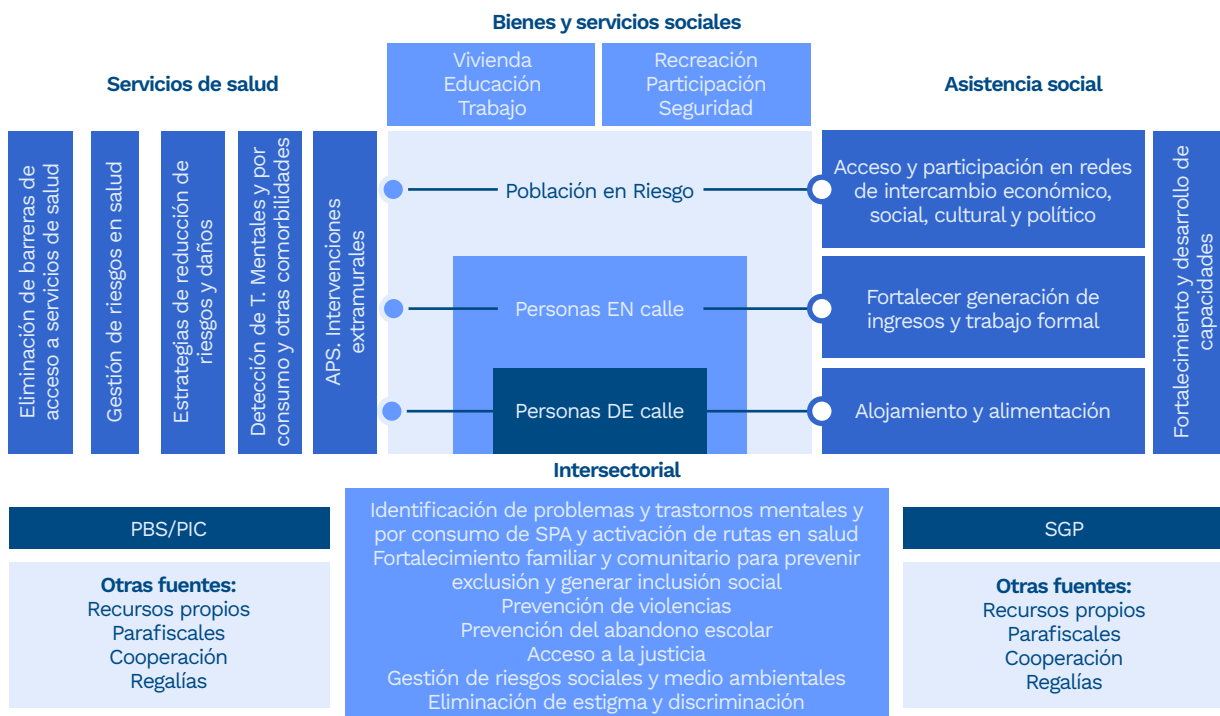 Bienes y servicios sociales
Vivienda
Educación
Trabajo
Recreación
Participación
Seguridad
Servicios de salud
Asistencia social
Eliminación de barreras de
acceso a servicios de salud
Gestión de riesgos en salud
Estrategias de reducción de
riesgos y daños
Detección de T. Mentales y por
consumo y otras comorbilidades
APS. Intervenciones
extramurales
Población en Riesgo
Personas EN calle
Personas DE calle
Acceso y participación en redes
de intercambio económico,
social, cultural y político
Fortalecer generación de
ingresos y trabajo formal
Alojamiento y alimentación
Fortalecimiento y desarrollo de
capacidades
Intersectorial
PBS/PIC
Otras fuentes:
Recursos propios
Parafiscales
Cooperación
Regalías
Identificación de problemas y trastornos mentales y
por consumo de SPA y activación de rutas en salud
Fortalecimiento familiar y comunitario para prevenir
exclusión y generar inclusión social
Prevención de violencias
Prevención del abandono escolar
Acceso a la justicia
Gestión de riesgos sociales y medio ambientales
Eliminación de estigma y discriminación
SGP
Otras fuentes:
Recursos propios
Parafiscales
Cooperación
Regalías